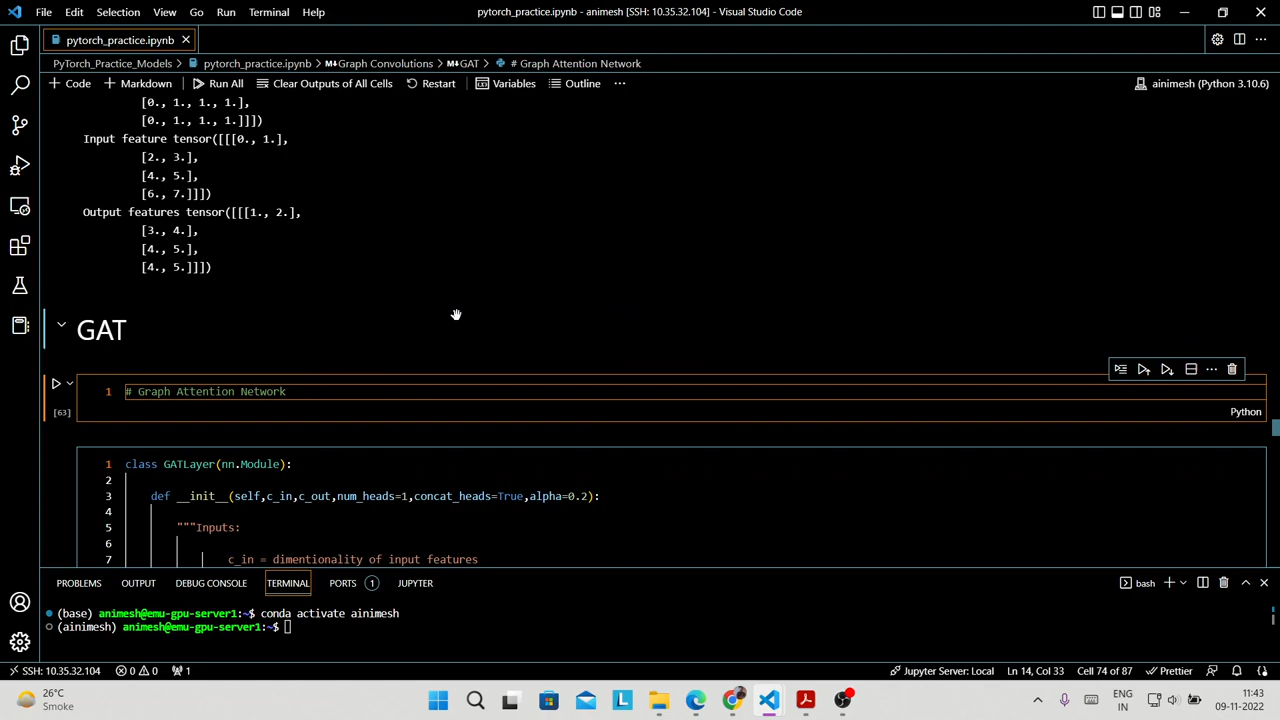 File Edit Selection View Go Run Terminal Help
pytorch_practice.ipynb - animesh [SSH: 10.35.32.104] - Visual Studio Code
pytorch_practice.ipynb
PyTorch_Practice_Models > pytorch_practice.ipynb > M↓Graph Convolutions > M↓GAT > # Graph Attention Network
+ Code + Markdown Run All Clear Outputs of All Cells Restart Variables Outline ... ainimesh (Python 3.10.6)
[0., 1., 1., 1.],
[0., 1., 1., 1.]]])
Input feature tensor([[[0., 1.],
[2., 3.],
[4., 5.],
[6., 7.]]])
Output features tensor([[[1., 2.],
[3., 4.],
[4., 5.],
[4., 5.]]])
GAT
1 # Graph Attention Network
[63]
Python
1 class GATLayer(nn.Module):
2
3 def __init__(self,c_in,c_out,num_heads=1,concat_heads=True,alpha=0.2):
4
5 """Inputs:
6
7 c_in = dimentionality of input features
PROBLEMS OUTPUT DEBUG CONSOLE TERMINAL PORTS 1 JUPYTER bash
(base) animesh@emu-gpu-server1:~$ conda activate ainimesh
(ainimesh) animesh@emu-gpu-server1:~$
SSH: 10.35.32.104 0 0 1 Jupyter Server: Local Ln 14, Col 33 Cell 74 of 87 Prettier
26°C
Smoke
ENG
IN
11:43
09-11-2022